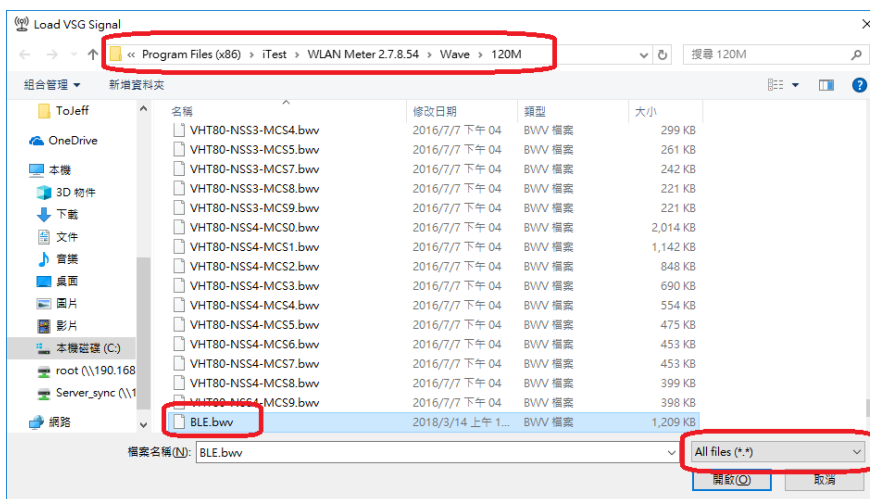 Load VSG Signal
« Program Files (x86) › iTest › WLAN Meter 2.7.8.54 › Wave › 120M
搜尋 120M
組合管理 新增資料夾
ToJeff
OneDrive
本機
3D 物件
下載
文件
音樂
桌面
圖片
影片
本機磁碟 (C:)
root (\\190.168
Server_sync (\\1
網路
名稱 修改日期 類型 大小
VHT80-NSS3-MCS4.bwv 2016/7/7 下午 04 BWV 檔案 299 KB
VHT80-NSS3-MCS5.bwv 2016/7/7 下午 04 BWV 檔案 261 KB
VHT80-NSS3-MCS7.bwv 2016/7/7 下午 04 BWV 檔案 242 KB
VHT80-NSS3-MCS8.bwv 2016/7/7 下午 04 BWV 檔案 221 KB
VHT80-NSS3-MCS9.bwv 2016/7/7 下午 04 BWV 檔案 221 KB
VHT80-NSS4-MCS0.bwv 2016/7/7 下午 04 BWV 檔案 2,014 KB
VHT80-NSS4-MCS1.bwv 2016/7/7 下午 04 BWV 檔案 1,142 KB
VHT80-NSS4-MCS2.bwv 2016/7/7 下午 04 BWV 檔案 848 KB
VHT80-NSS4-MCS3.bwv 2016/7/7 下午 04 BWV 檔案 690 KB
VHT80-NSS4-MCS4.bwv 2016/7/7 下午 04 BWV 檔案 554 KB
VHT80-NSS4-MCS5.bwv 2016/7/7 下午 04 BWV 檔案 475 KB
VHT80-NSS4-MCS6.bwv 2016/7/7 下午 04 BWV 檔案 453 KB
VHT80-NSS4-MCS7.bwv 2016/7/7 下午 04 BWV 檔案 453 KB
VHT80-NSS4-MCS8.bwv 2016/7/7 下午 04 BWV 檔案 399 KB
VHT80-NSS4-MCS9.bwv 2016/7/7 下午 04 BWV 檔案 398 KB
BLE.bwv 2018/3/14 上午 1... BWV 檔案 1,209 KB
檔案名稱(N): BLE.bwv All files (*.*)
開啟(O) 取消